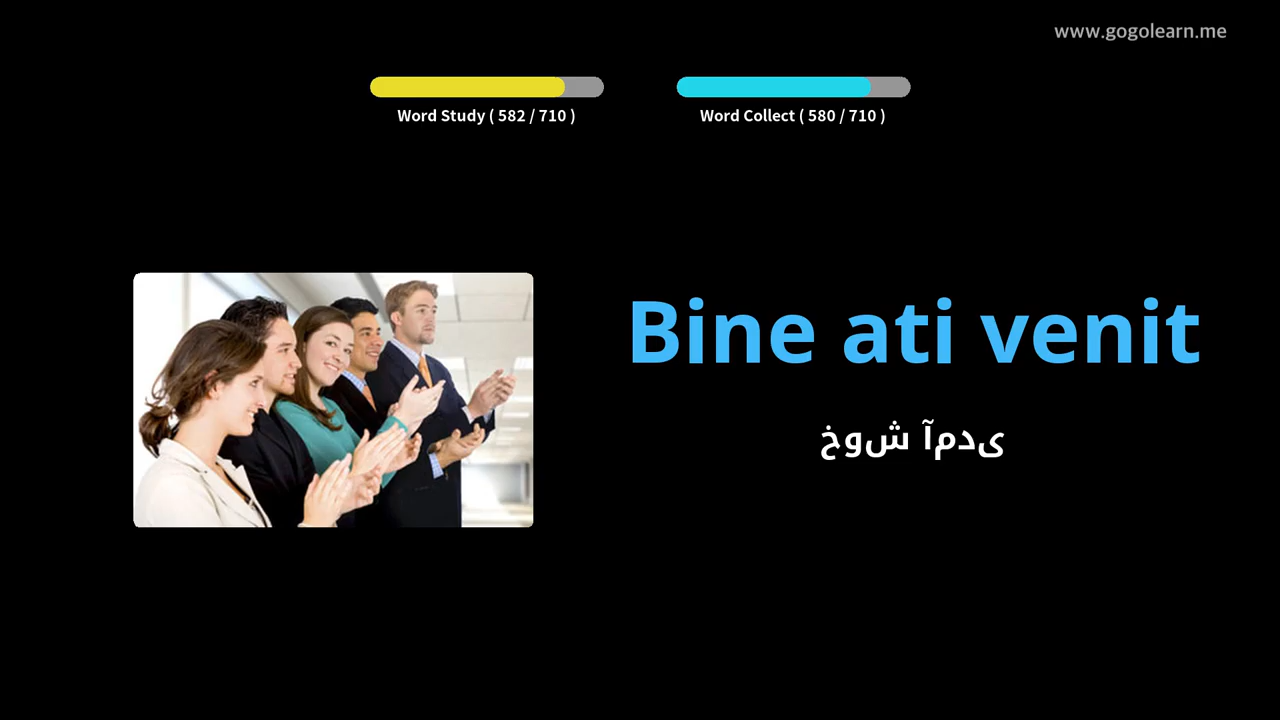 www.gogolearn.me
Word Study ( 582 / 710 )
Word Collect ( 580 / 710 )
Bine ati venit
خوش آمدی